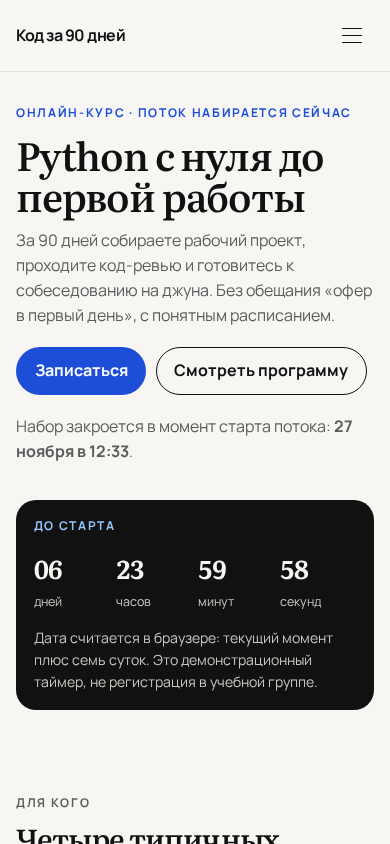 Код за 90 дней
ОНЛАЙН-КУРС · ПОТОК НАБИРАЕТСЯ СЕЙЧАС
Python с нуля до
первой работы
За 90 дней собираете рабочий проект,
проходите код-ревью и готовитесь к
собеседованию на джуна. Без обещания «офер
в первый день», с понятным расписанием.
Записаться
Смотреть программу
Набор закроется в момент старта потока: 27
ноября в 12:33.
ДО СТАРТА
06 23 59 58
дней часов минут секунд
Дата считается в браузере: текущий момент
плюс семь суток. Это демонстрационный
таймер, не регистрация в учебной группе.
ДЛЯ КОГО
Четыре типичных